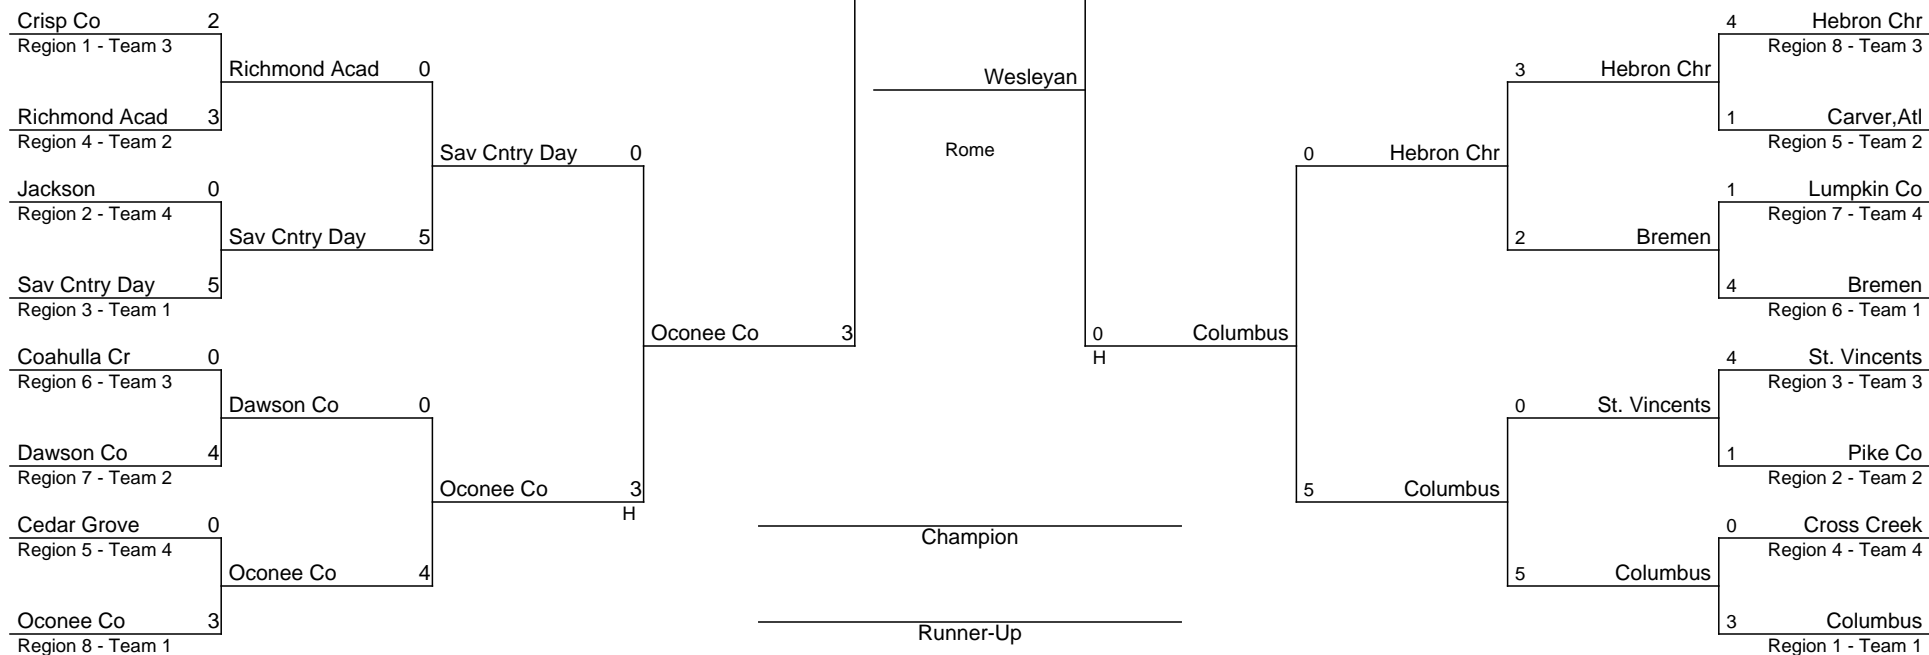 Crisp Co 2
Region 1 - Team 3
Richmond Acad 0
Richmond Acad 3
Region 4 - Team 2
Sav Cntry Day 0
Jackson 0
Region 2 - Team 4
Sav Cntry Day 5
Sav Cntry Day 5
Region 3 - Team 1
Oconee Co 3
Coahulla Cr 0
Region 6 - Team 3
Dawson Co 0
Dawson Co 4
Region 7 - Team 2
Oconee Co 3
H
Cedar Grove 0
Region 5 - Team 4
Oconee Co 4
Oconee Co 3
Region 8 - Team 1
Wesleyan
Rome
Champion
Runner-Up
0 Columbus
H
0 Hebron Chr
5 Columbus
3 Hebron Chr
2 Bremen
0 St. Vincents
5 Columbus
4 Hebron Chr
Region 8 - Team 3
1 Carver,Atl
Region 5 - Team 2
1 Lumpkin Co
Region 7 - Team 4
4 Bremen
Region 6 - Team 1
4 St. Vincents
Region 3 - Team 3
1 Pike Co
Region 2 - Team 2
0 Cross Creek
Region 4 - Team 4
3 Columbus
Region 1 - Team 1